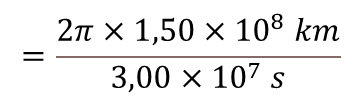 = 2π × 1,50 × 10⁸ km
3,00 × 10⁷ s